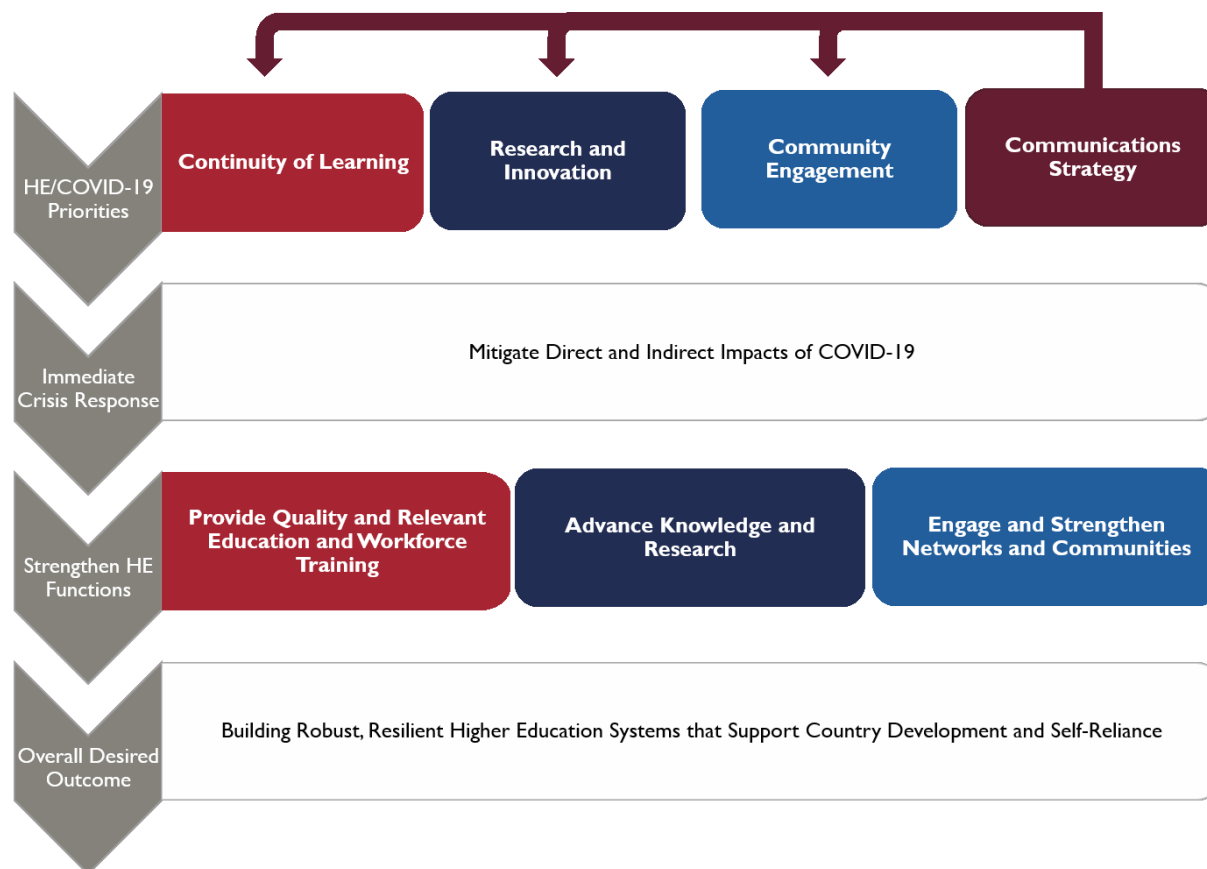 HE/COVID-19
Priorities
Continuity of Learning
Research and
Innovation
Community
Engagement
Communications
Strategy
Immediate
Crisis Response
Mitigate Direct and Indirect Impacts of COVID-19
Strengthen HE
Functions
Provide Quality and Relevant
Education and Workforce
Training
Advance Knowledge and
Research
Engage and Strengthen
Networks and Communities
Overall Desired
Outcome
Building Robust, Resilient Higher Education Systems that Support Country Development and Self-Reliance